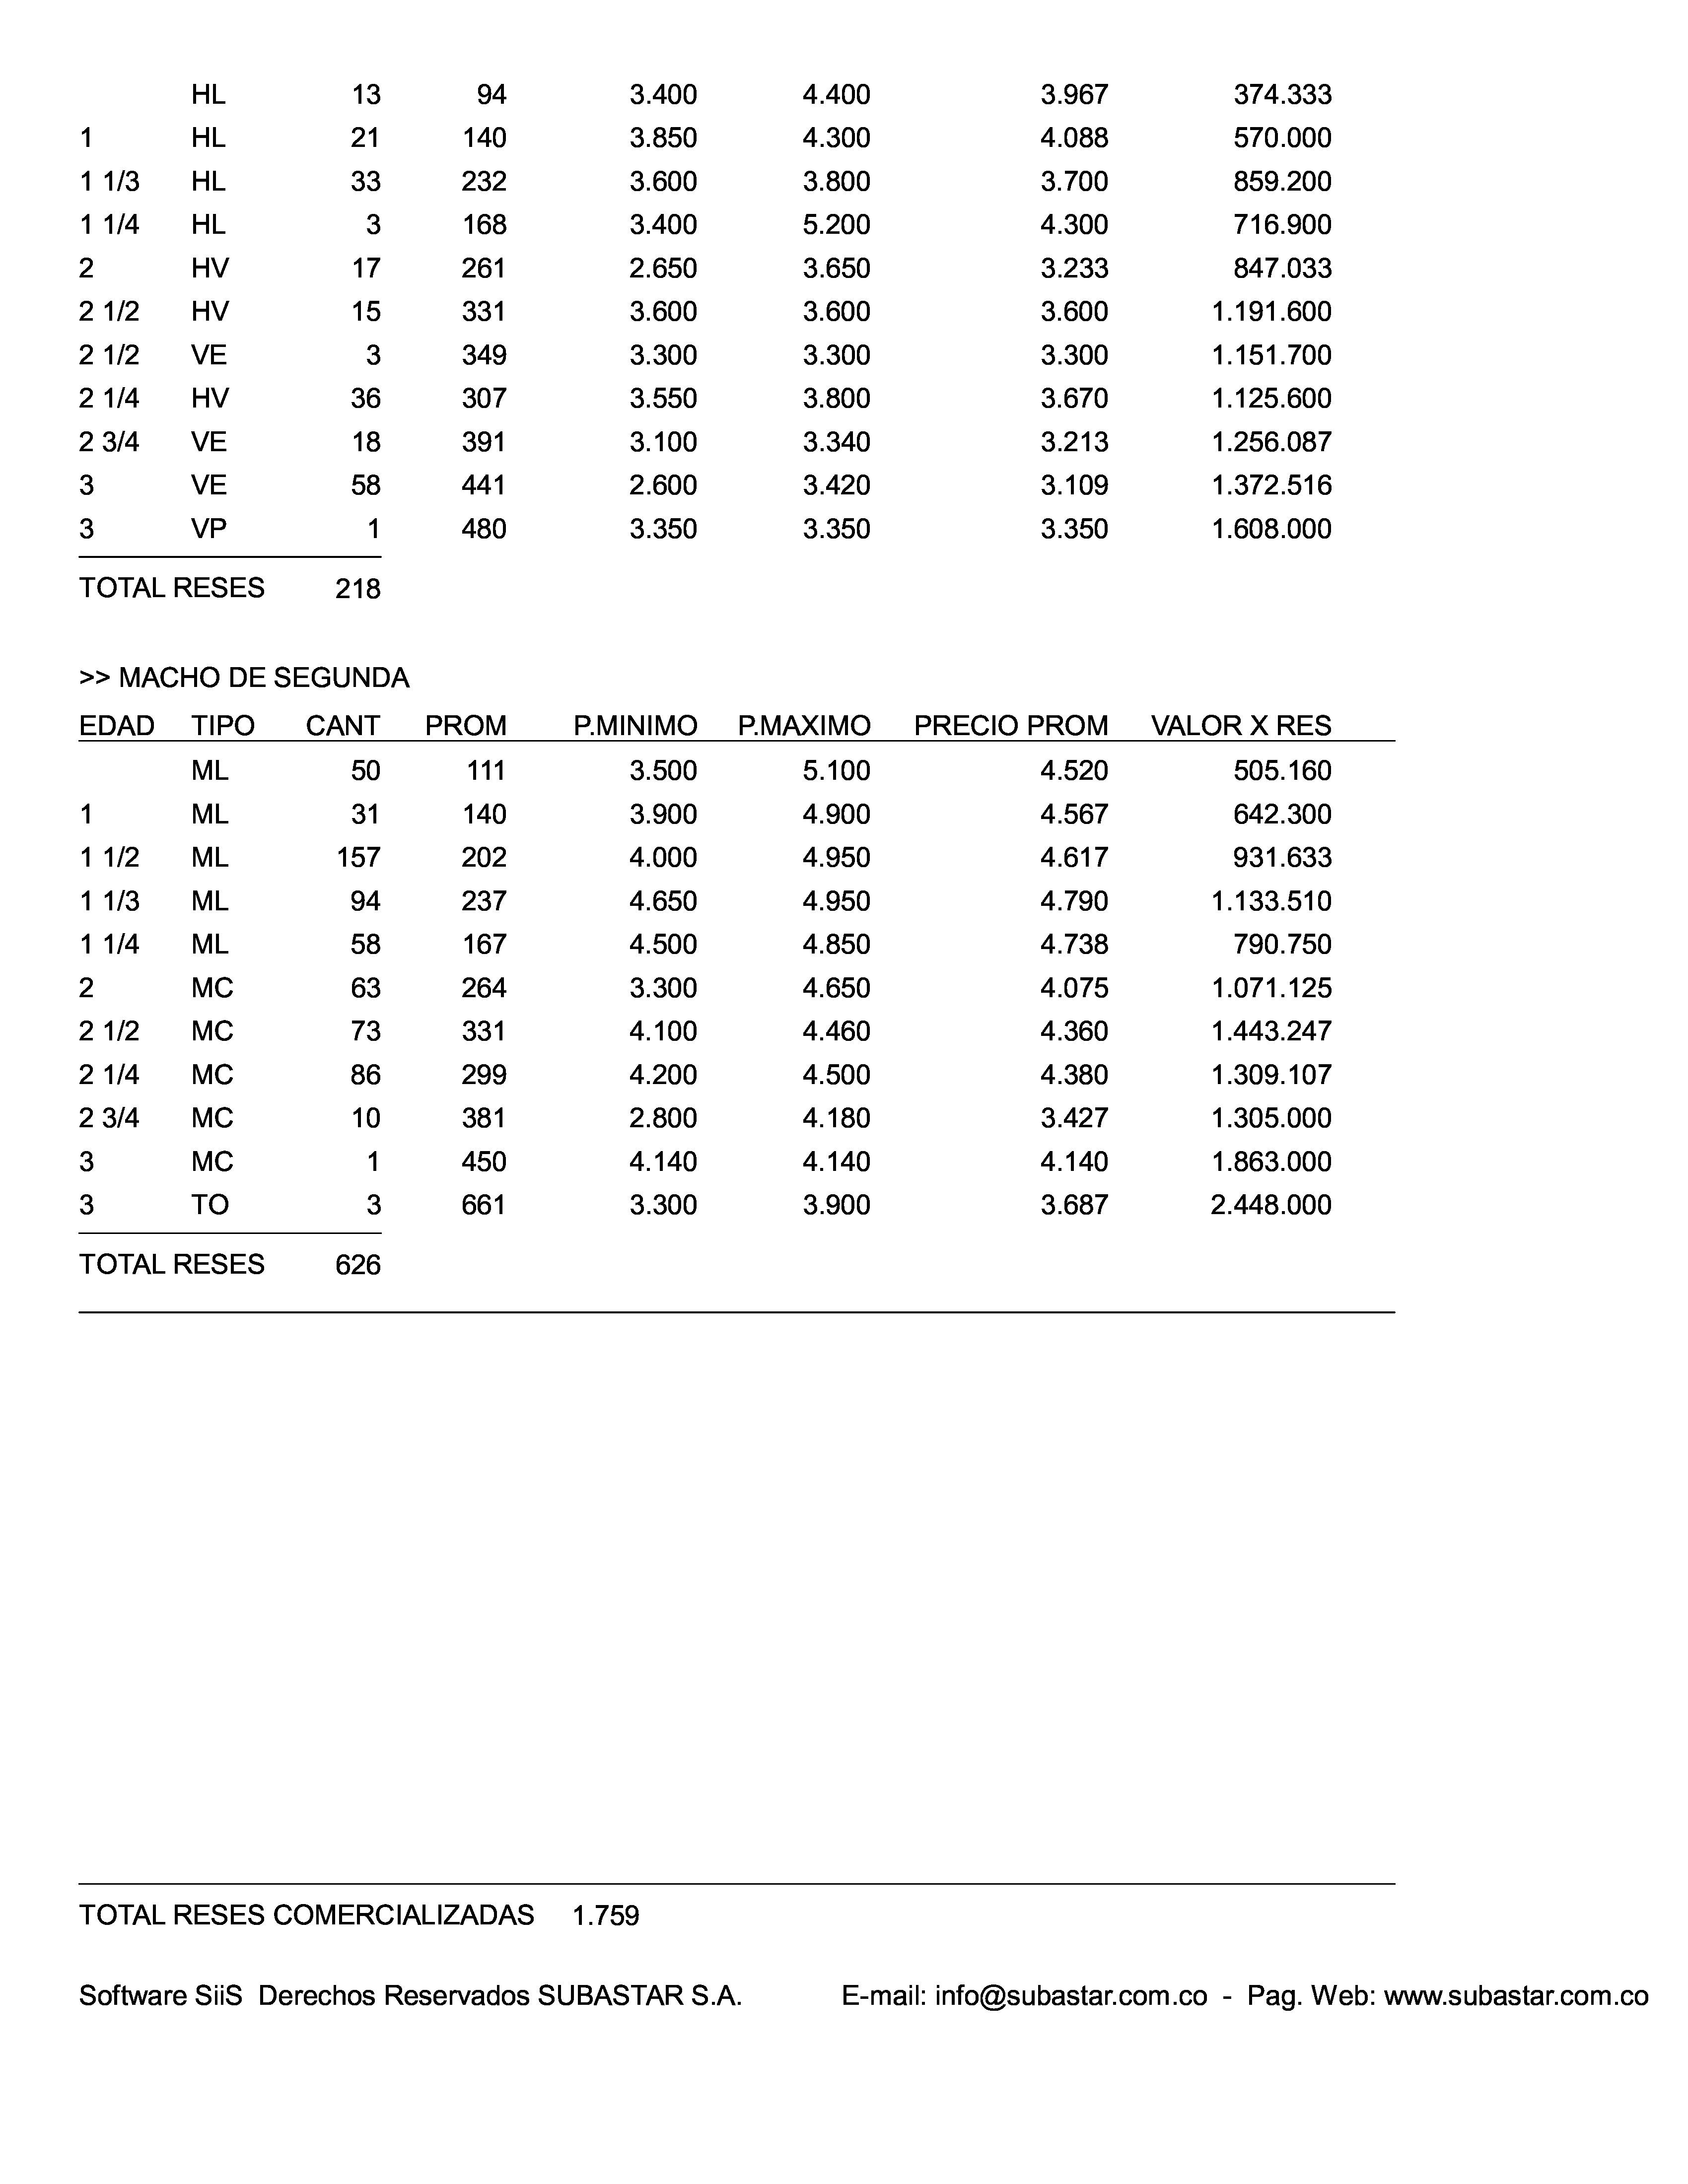 HL 13 94 3.400 4.400 3.967 374.333
1 HL 21 140 3.850 4.300 4.088 570.000
1 1/3 HL 33 232 3.600 3.800 3.700 859.200
1 1/4 HL 3 168 3.400 5.200 4.300 716.900
2 HV 17 261 2.650 3.650 3.233 847.033
2 1/2 HV 15 331 3.600 3.600 3.600 1.191.600
2 1/2 VE 3 349 3.300 3.300 3.300 1.151.700
2 1/4 HV 36 307 3.550 3.800 3.670 1.125.600
2 3/4 VE 18 391 3.100 3.340 3.213 1.256.087
3 VE 58 441 2.600 3.420 3.109 1.372.516
3 VP 1 480 3.350 3.350 3.350 1.608.000
TOTAL RESES 218
>> MACHO DE SEGUNDA
EDAD TIPO CANT PROM P.MINIMO P.MAXIMO PRECIO PROM VALOR X RES
ML 50 111 3.500 5.100 4.520 505.160
1 ML 31 140 3.900 4.900 4.567 642.300
1 1/2 ML 157 202 4.000 4.950 4.617 931.633
1 1/3 ML 94 237 4.650 4.950 4.790 1.133.510
1 1/4 ML 58 167 4.500 4.850 4.738 790.750
2 MC 63 264 3.300 4.650 4.075 1.071.125
2 1/2 MC 73 331 4.100 4.460 4.360 1.443.247
2 1/4 MC 86 299 4.200 4.500 4.380 1.309.107
2 3/4 MC 10 381 2.800 4.180 3.427 1.305.000
3 MC 1 450 4.140 4.140 4.140 1.863.000
3 TO 3 661 3.300 3.900 3.687 2.448.000
TOTAL RESES 626
TOTAL RESES COMERCIALIZADAS 1.759
Software SiiS Derechos Reservados SUBASTAR S.A. E-mail: info@subastar.com.co - Pag. Web: www.subastar.com.co